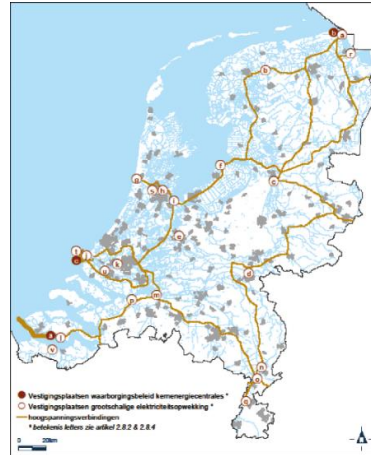 b
a
r
b
f
c
g
s
h
i
e
t
j
c
k
u
d
p
m
a
l
v
n
o
q
Vestigingsplaatsen waarborgingsbeleid kernenergiecentrales *
Vestigingsplaatsen grootschalige elektriciteitsopwekking *
hoogspanningsverbindingen
* betekenis letters zie artikel 2.8.2 & 2.8.4
0 20km